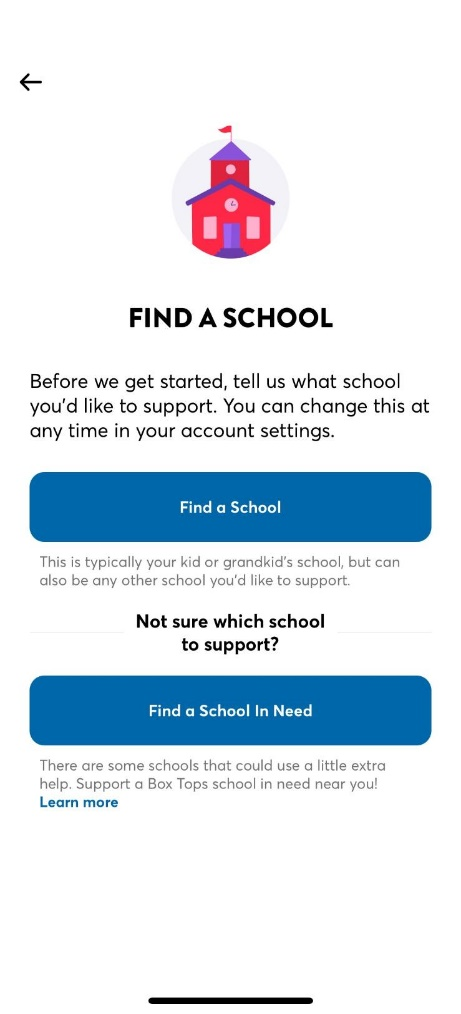 FIND A SCHOOL
Before we get started, tell us what school
you'd like to support. You can change this at
any time in your account settings.
Find a School
This is typically your kid or grandkid's school, but can
also be any other school you'd like to support.
Not sure which school
to support?
Find a School In Need
There are some schools that could use a little extra
help. Support a Box Tops school in need near you!
Learn more